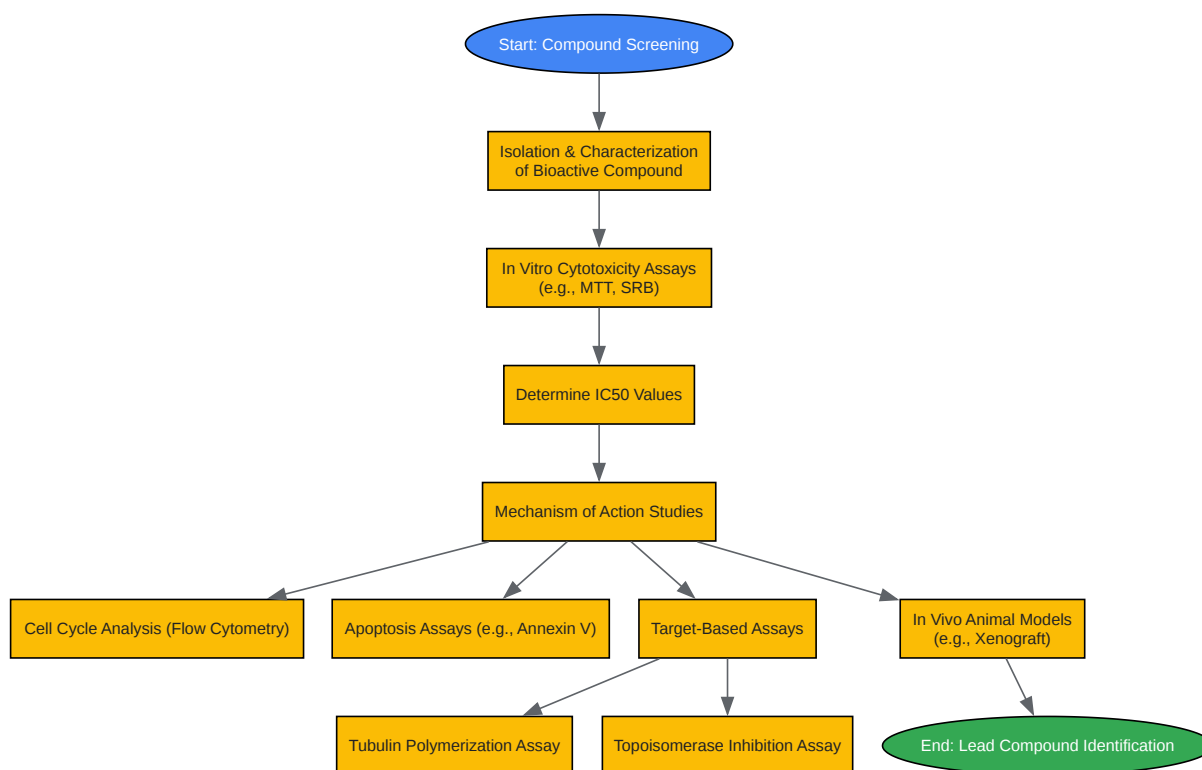 Start: Compound Screening
Isolation & Characterization
of Bioactive Compound
In Vitro Cytotoxicity Assays
(e.g., MTT, SRB)
Determine IC50 Values
Mechanism of Action Studies
Cell Cycle Analysis (Flow Cytometry)
Apoptosis Assays (e.g., Annexin V)
Target-Based Assays
In Vivo Animal Models
(e.g., Xenograft)
Tubulin Polymerization Assay
Topoisomerase Inhibition Assay
End: Lead Compound Identification